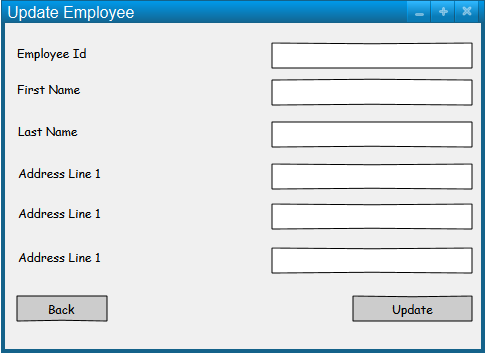 Update Employee
Employee Id
First Name
Last Name
Address Line 1
Address Line 1
Address Line 1
Back Update